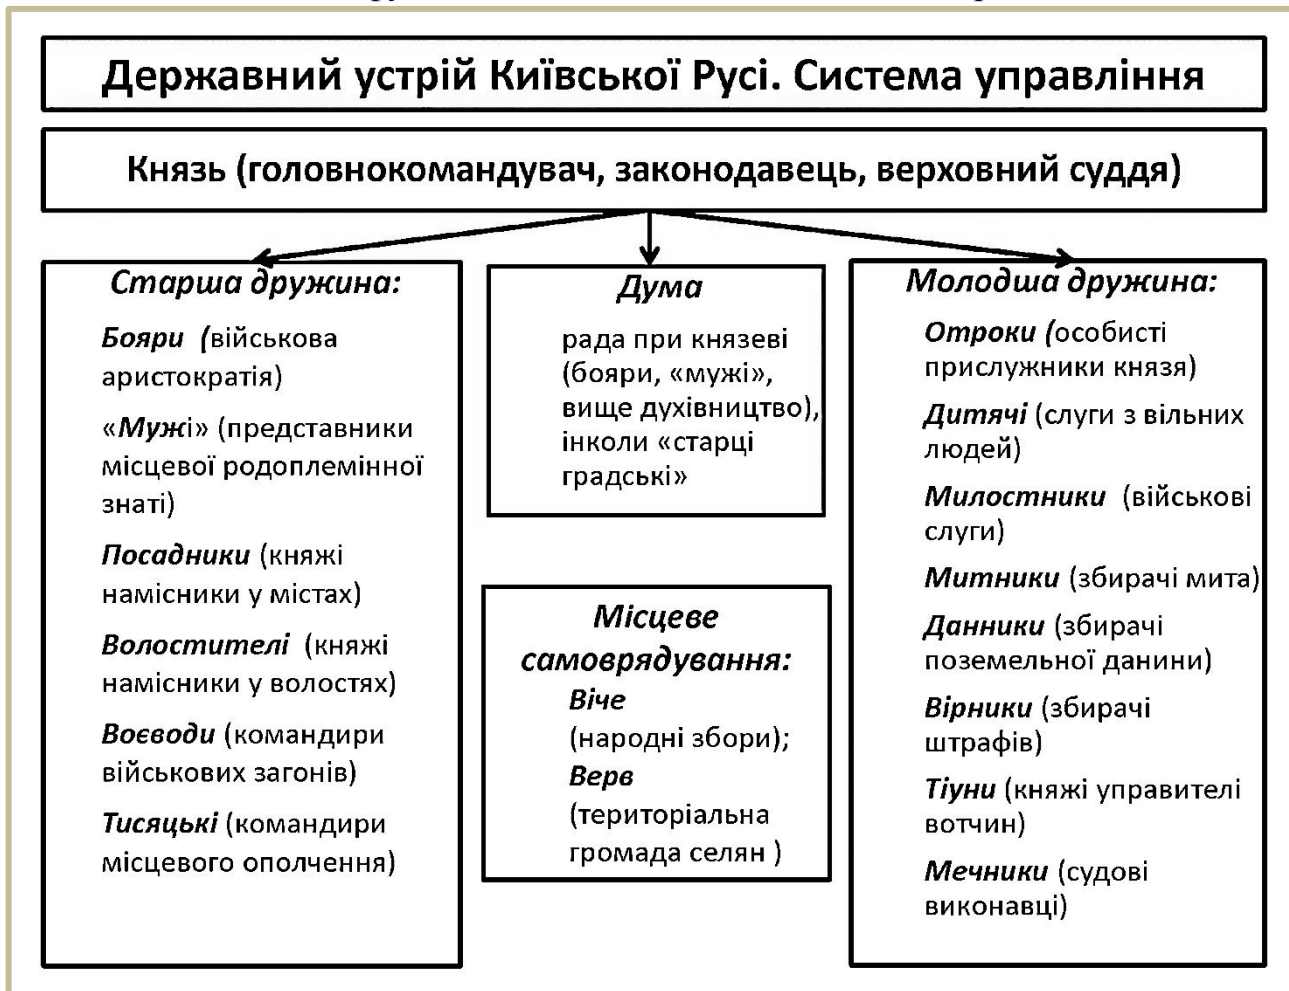 Державний устрій Київської Русі. Система управління
Князь (головнокомандувач, законодавець, верховний суддя)
Старша дружина:
Бояри (військова
аристократія)
«Мужі» (представники
місцевої родоплемінної
знаті)
Посадники (княжі
намісники у містах)
Волостителі (княжі
намісники у волостях)
Воєводи (командири
військових загонів)
Тисяцькі (командири
місцевого ополчення)
Дума
рада при князеві
(бояри, «мужі»,
вище духівництво),
інколи «старці
градські»
Місцеве
самоврядування:
Віче
(народні збори);
Верв
(територіальна
громада селян )
Молодша дружина:
Отроки (особисті
прислужники князя)
Дитячі (слуги з вільних
людей)
Милостники (військові
слуги)
Митники (збирачі мита)
Данники (збирачі
поземельної данини)
Вірники (збирачі
штрафів)
Тіуни (княжі управителі
вотчин)
Мечники (судові
виконавці)